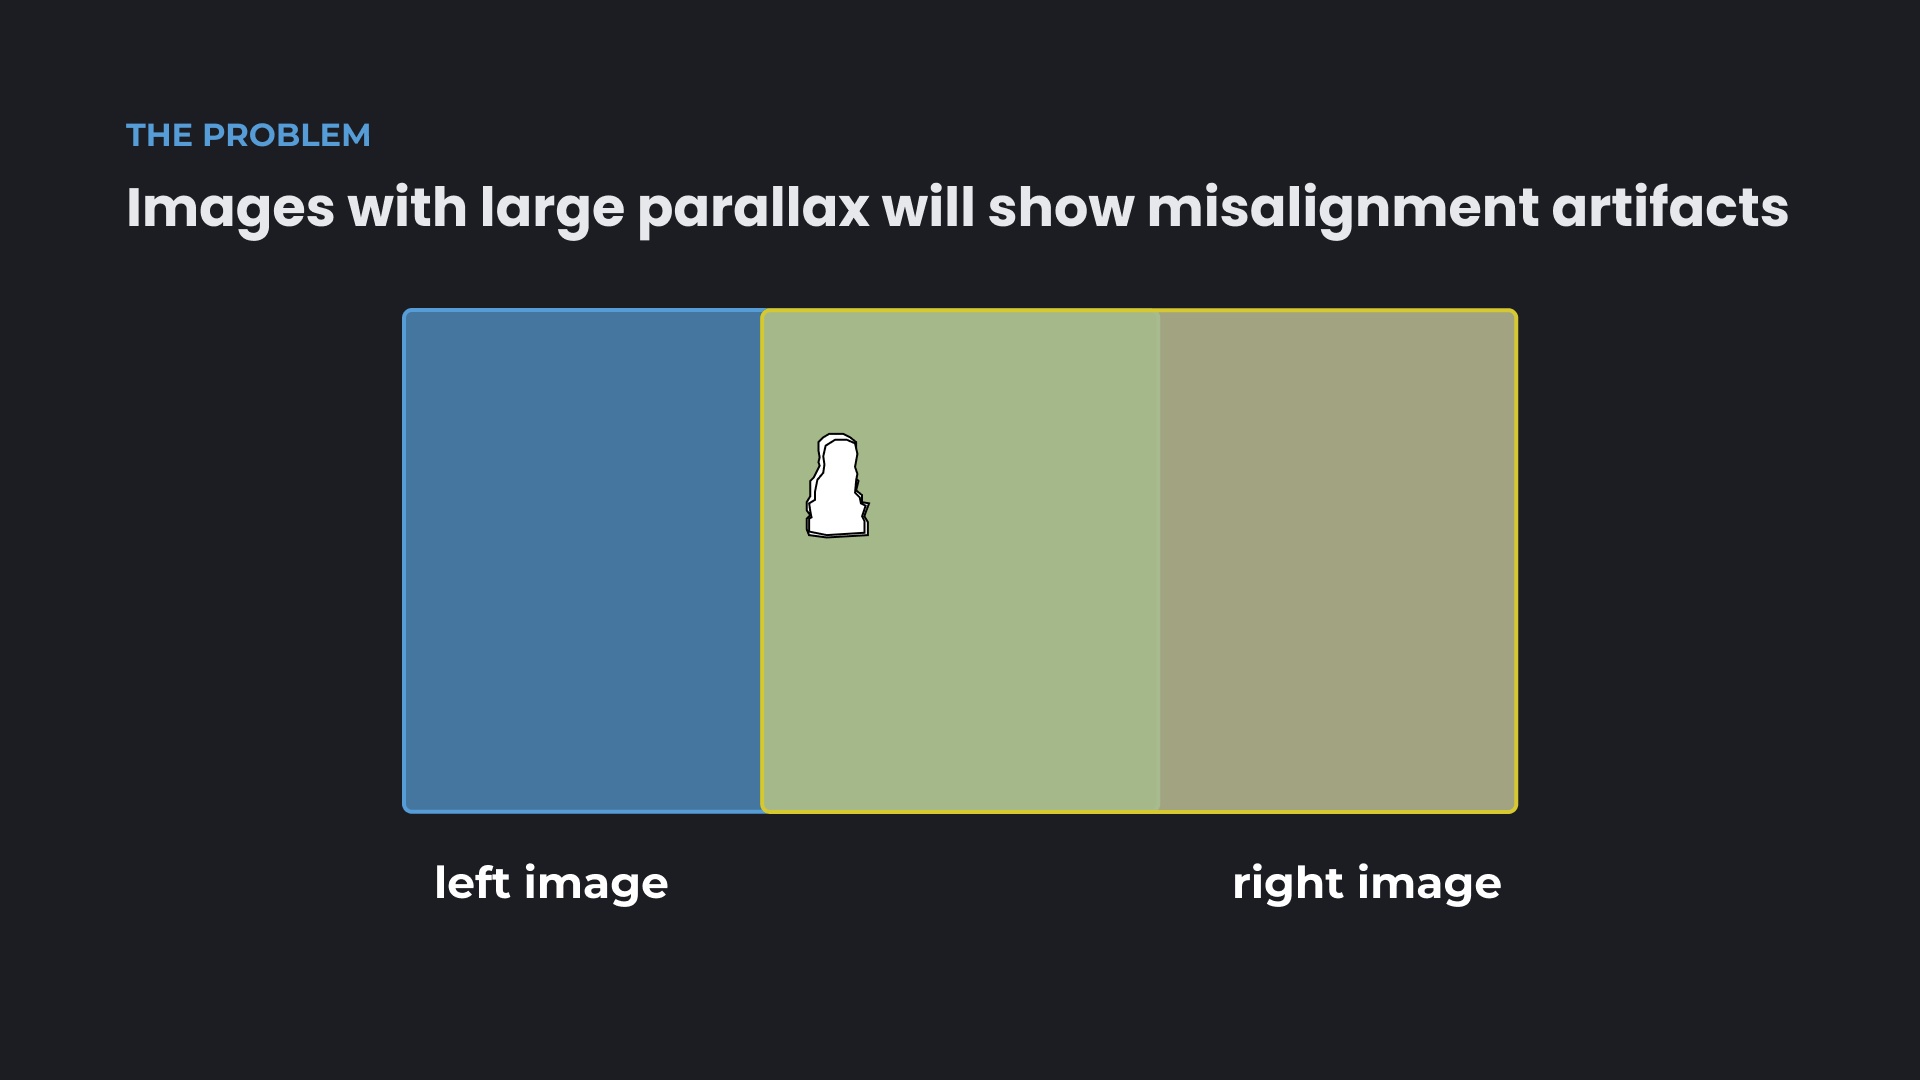 THE PROBLEM
Images with large parallax will show misalignment artifacts
left image
right image